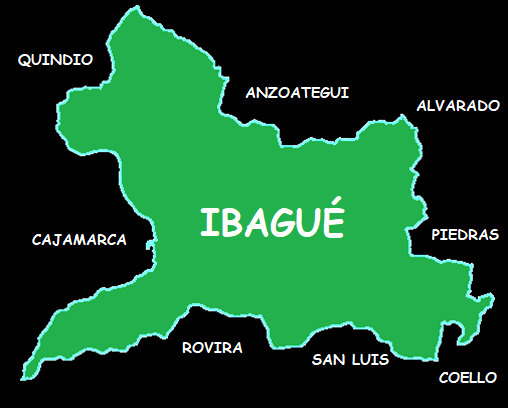 QUINDIO
ANZOATEGUI
ALVARADO
IBAGUÉ
PIEDRAS
CAJAMARCA
ROVIRA
SAN LUIS
COELLO